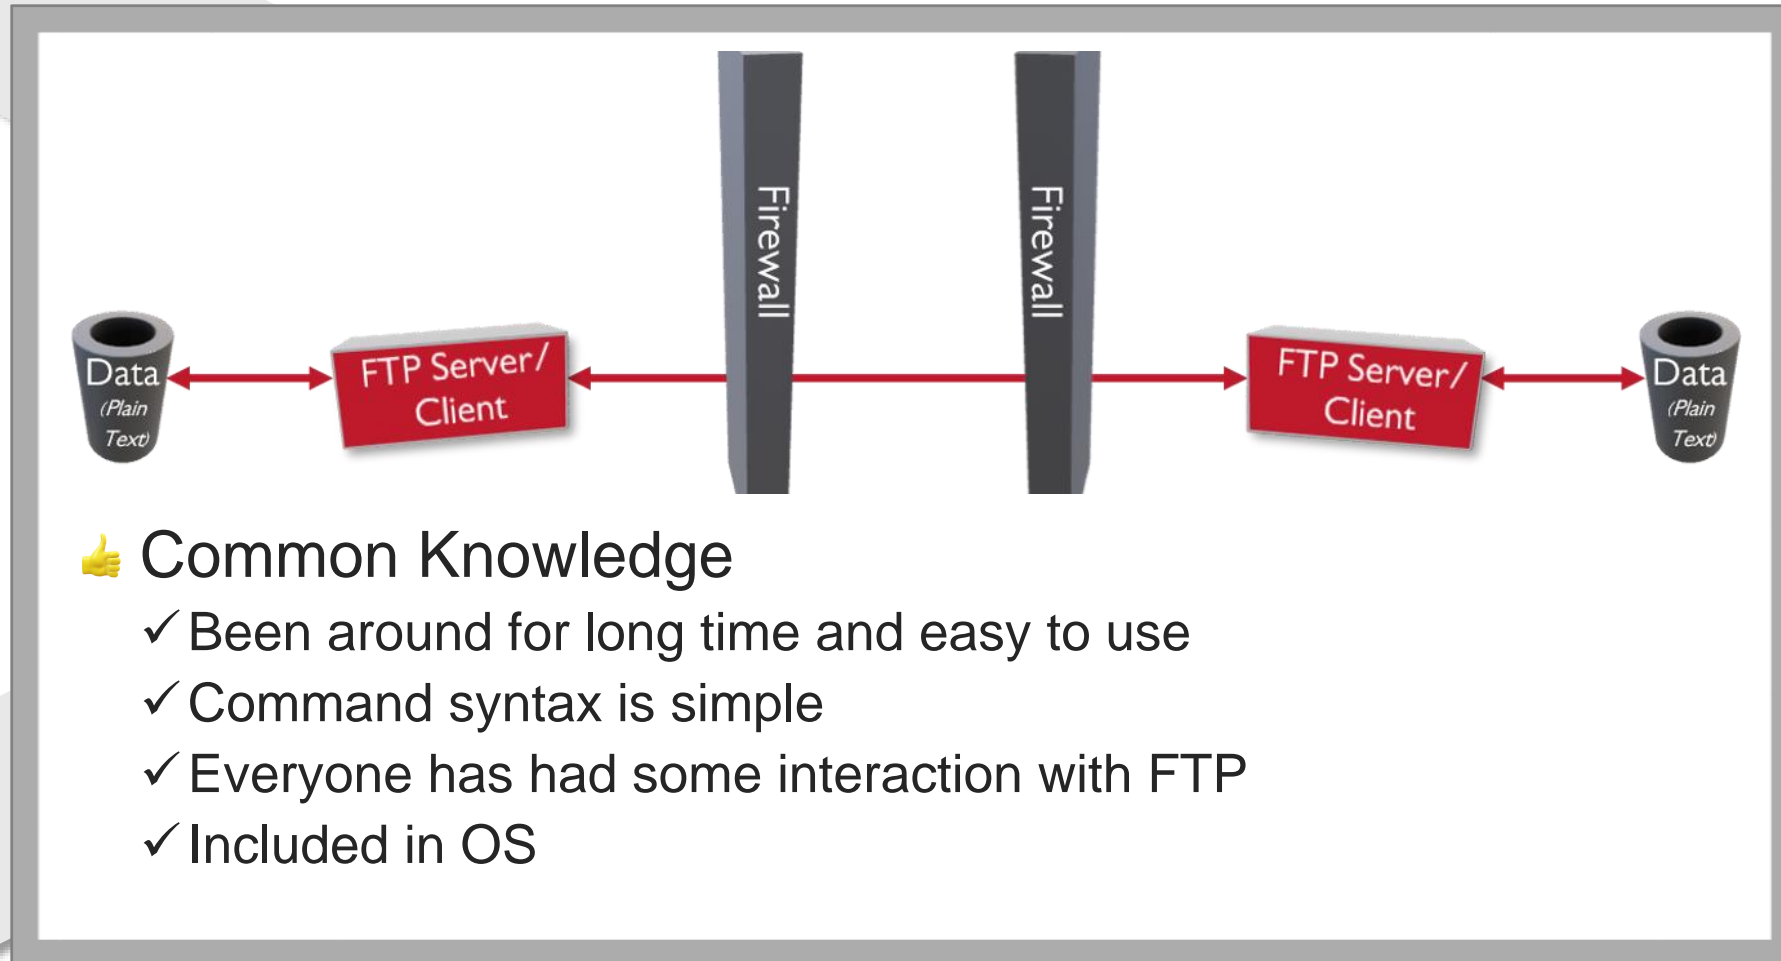 Firewall
Firewall
Data
(Plain
Text)
FTP Server/
Client
FTP Server/
Client
Data
(Plain
Text)
Common Knowledge
Been around for long time and easy to use
Command syntax is simple
Everyone has had some interaction with FTP
Included in OS